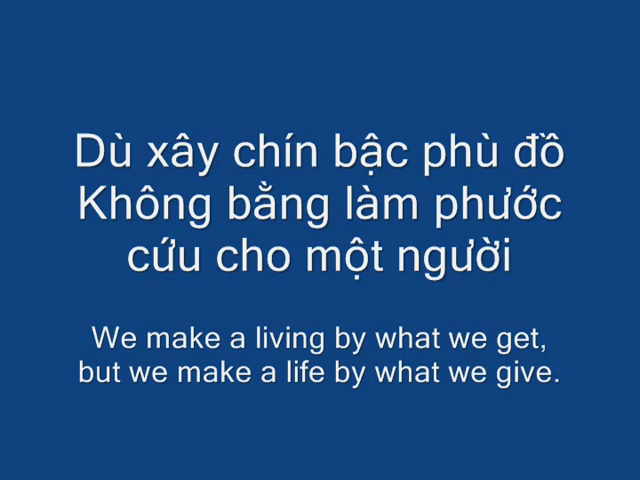 Dù xây chín bậc phù đồ
Không bằng làm phước
cứu cho một người
We make a living by what we get,
but we make a life by what we give.